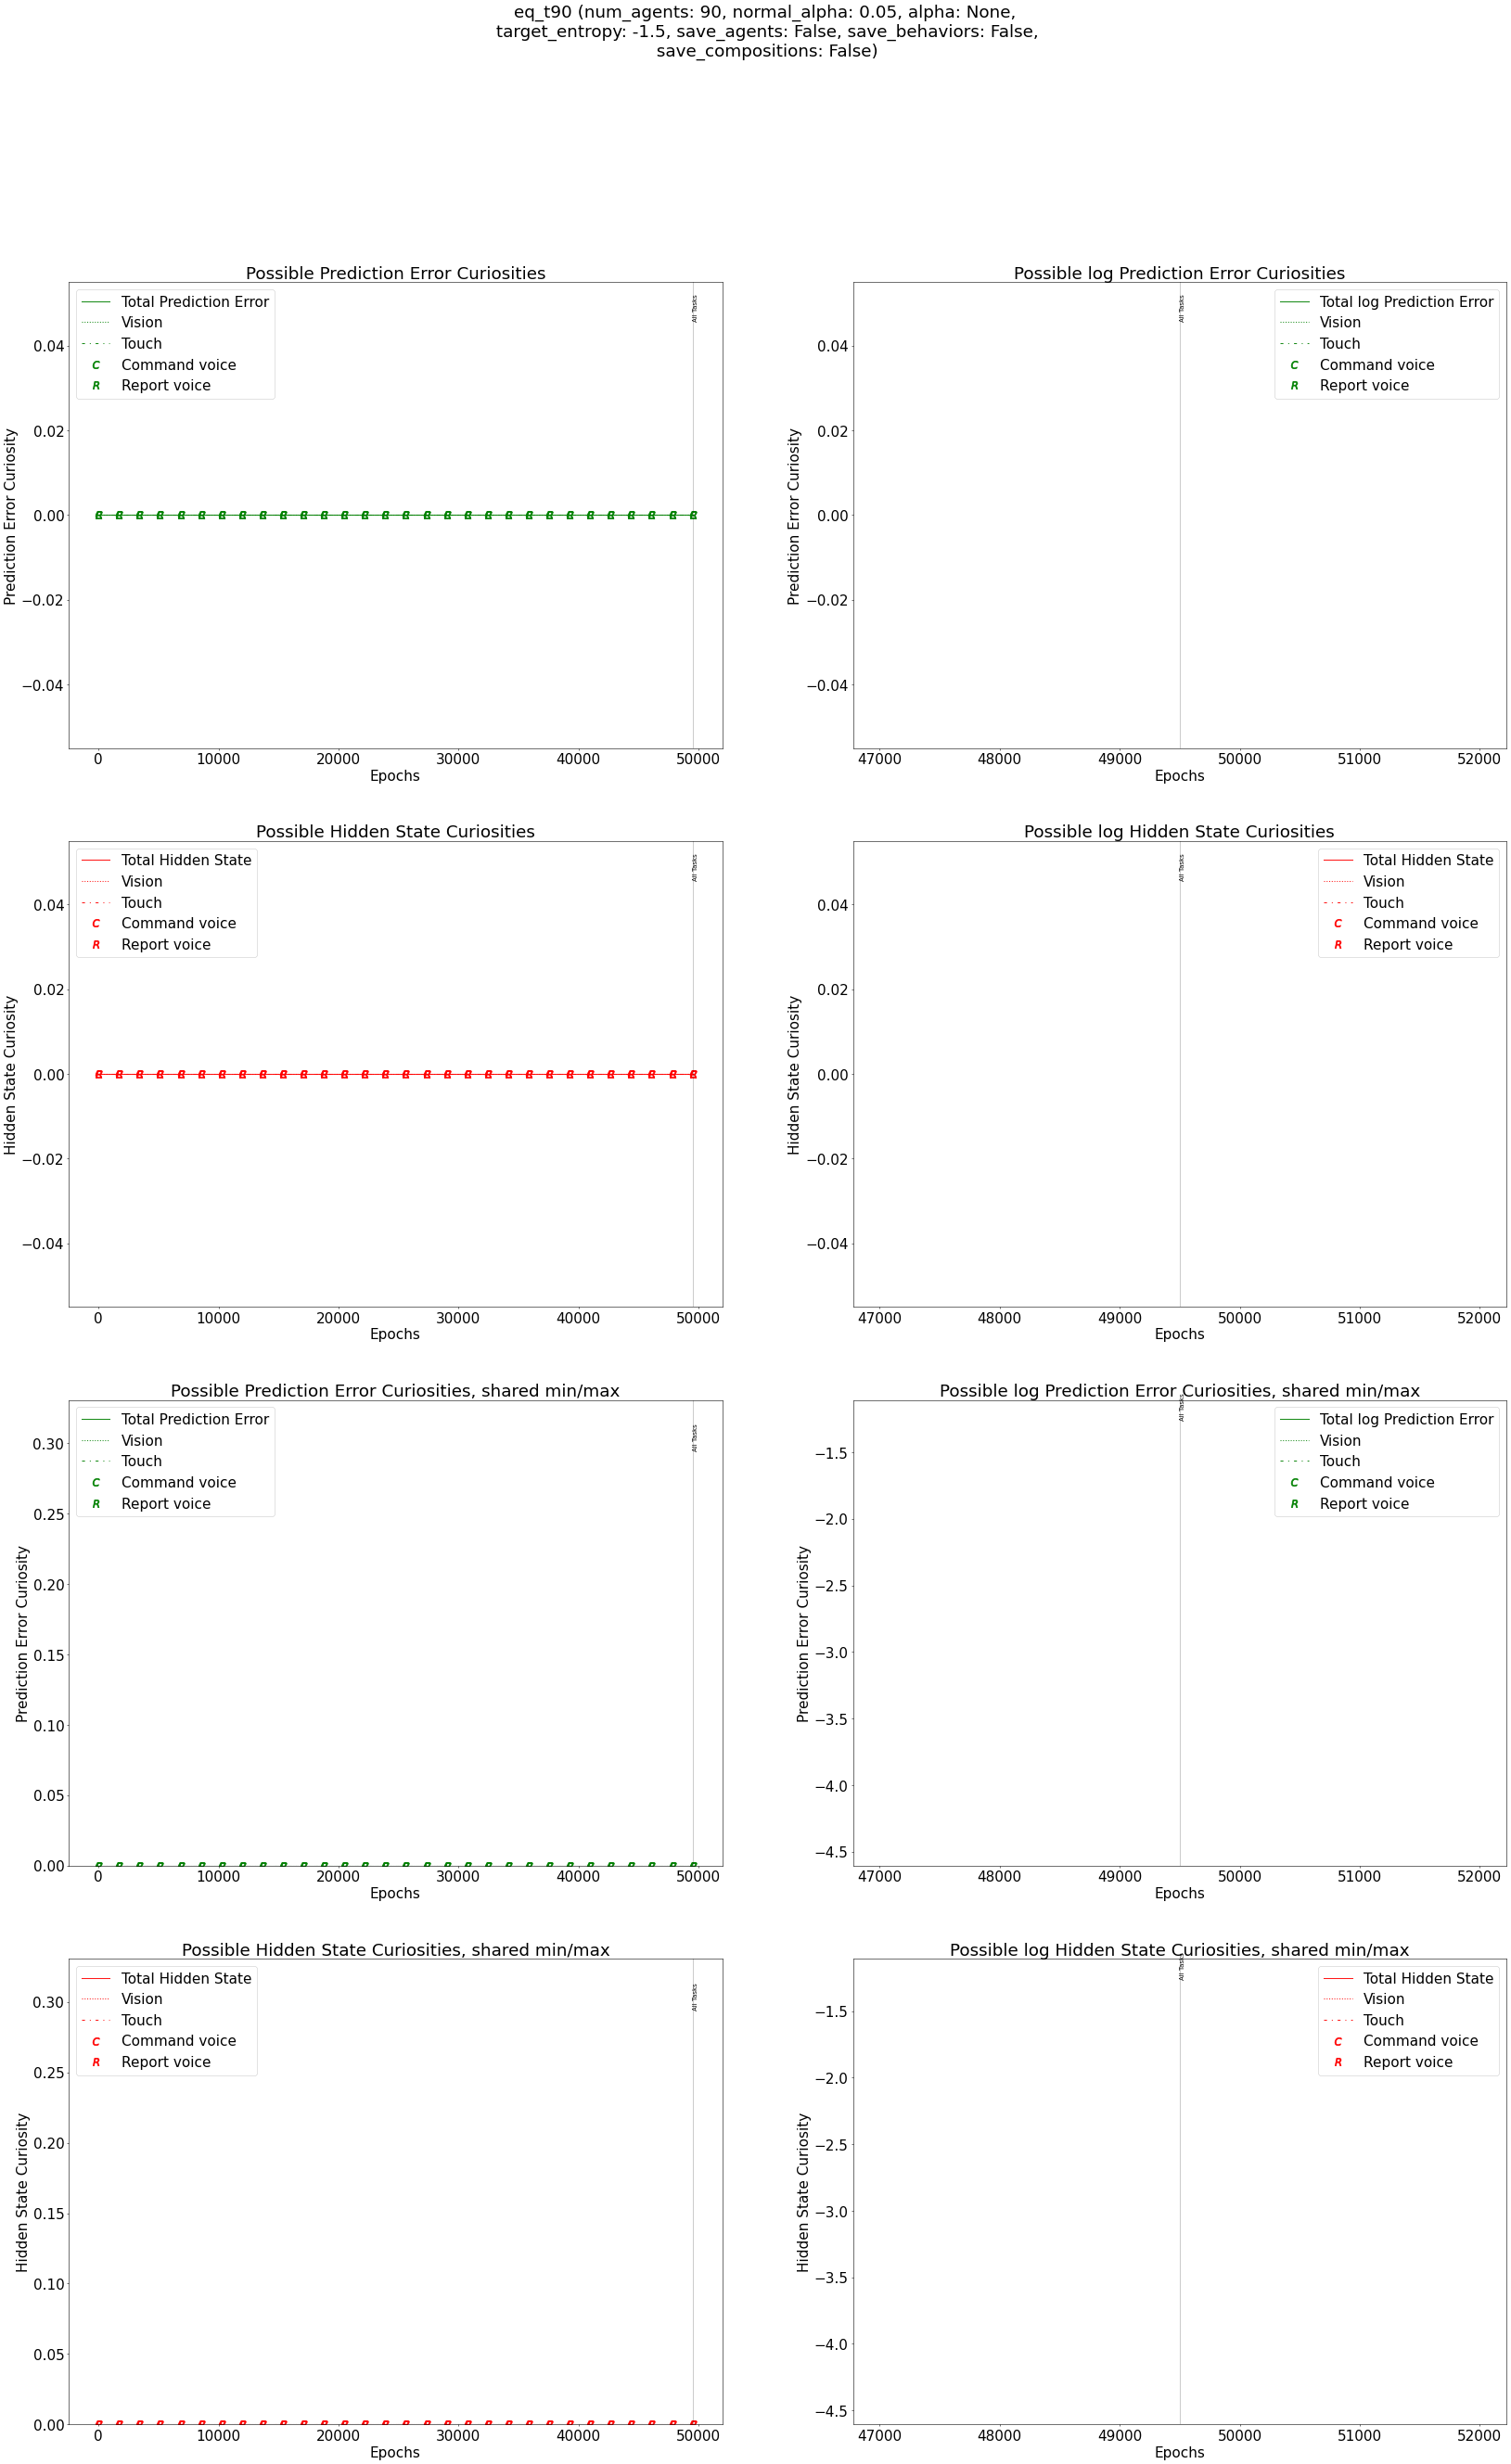 eq_t90 (num_agents: 90, normal_alpha: 0.05, alpha: None,
target_entropy: -1.5, save_agents: False, save_behaviors: False,
save_compositions: False)
Possible Prediction Error Curiosities
Total Prediction Error
Vision
Touch
C Command voice
R Report voice
All Tasks
Prediction Error Curiosity
0.04
0.02
0.00
−0.02
−0.04
0 10000 20000 30000 40000 50000
Epochs
Possible log Prediction Error Curiosities
Total log Prediction Error
Vision
Touch
C Command voice
R Report voice
All Tasks
Prediction Error Curiosity
0.04
0.02
0.00
−0.02
−0.04
47000 48000 49000 50000 51000 52000
Epochs
Possible Hidden State Curiosities
Total Hidden State
Vision
Touch
C Command voice
R Report voice
All Tasks
Hidden State Curiosity
0.04
0.02
0.00
−0.02
−0.04
0 10000 20000 30000 40000 50000
Epochs
Possible log Hidden State Curiosities
Total Hidden State
Vision
Touch
C Command voice
R Report voice
All Tasks
Hidden State Curiosity
0.04
0.02
0.00
−0.02
−0.04
47000 48000 49000 50000 51000 52000
Epochs
Possible Prediction Error Curiosities, shared min/max
Total Prediction Error
Vision
Touch
C Command voice
R Report voice
All Tasks
Prediction Error Curiosity
0.30
0.25
0.20
0.15
0.10
0.05
0.00
0 10000 20000 30000 40000 50000
Epochs
Possible log Prediction Error Curiosities, shared min/max
Total log Prediction Error
Vision
Touch
C Command voice
R Report voice
All Tasks
Prediction Error Curiosity
−1.5
−2.0
−2.5
−3.0
−3.5
−4.0
−4.5
47000 48000 49000 50000 51000 52000
Epochs
Possible Hidden State Curiosities, shared min/max
Total Hidden State
Vision
Touch
C Command voice
R Report voice
All Tasks
Hidden State Curiosity
0.30
0.25
0.20
0.15
0.10
0.05
0.00
0 10000 20000 30000 40000 50000
Epochs
Possible log Hidden State Curiosities, shared min/max
Total Hidden State
Vision
Touch
C Command voice
R Report voice
All Tasks
Hidden State Curiosity
−1.5
−2.0
−2.5
−3.0
−3.5
−4.0
−4.5
47000 48000 49000 50000 51000 52000
Epochs